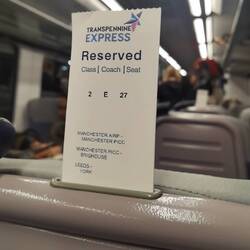 TRANSPENNINE
EXPRESS
Reserved
Class | Coach | Seat
2 E 27
MANCHESTER AIRP -
MANCHESTER PICC
MANCHESTER PICC -
BRIGHOUSE
LEEDS -
YORK